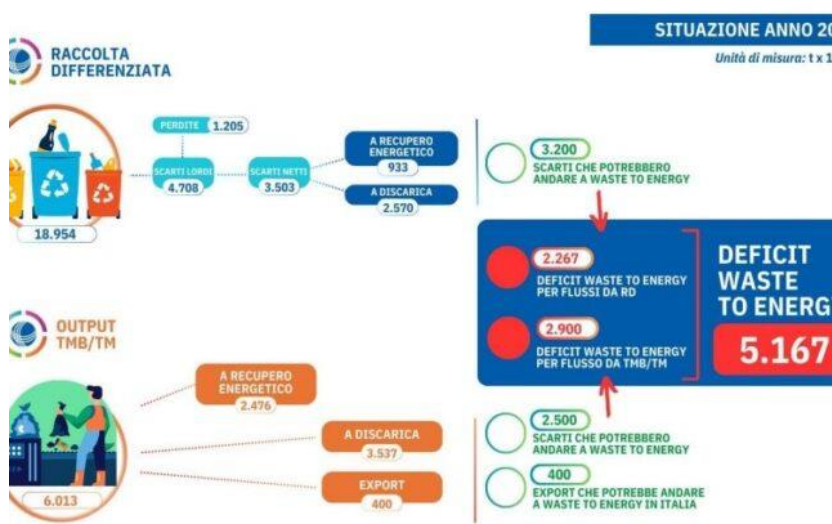 SITUAZIONE ANNO 20
Unità di misura: t x 1
RACCOLTA
DIFFERENZIATA
PERDITE 1.205
SCARTI LORDI
4.708
SCARTI NETTI
3.503
A RECUPERO
ENERGETICO
933
A DISCARICA
2.570
18.954
3.200
SCARTI CHE POTREBBERO
ANDARE A WASTE TO ENERGY
2.267
DEFICIT WASTE TO ENERGY
PER FLUSSI DA RD
2.900
DEFICIT WASTE TO ENERGY
PER FLUSSO DA TMB/TM
DEFICIT
WASTE
TO ENERG
5.167
OUTPUT
TMB/TM
A RECUPERO
ENERGETICO
2.476
A DISCARICA
3.537
EXPORT
400
6.013
2.500
SCARTI CHE POTREBBERO
ANDARE A WASTE TO ENERGY
400
EXPORT CHE POTREBBE ANDARE
A WASTE TO ENERGY IN ITALIA